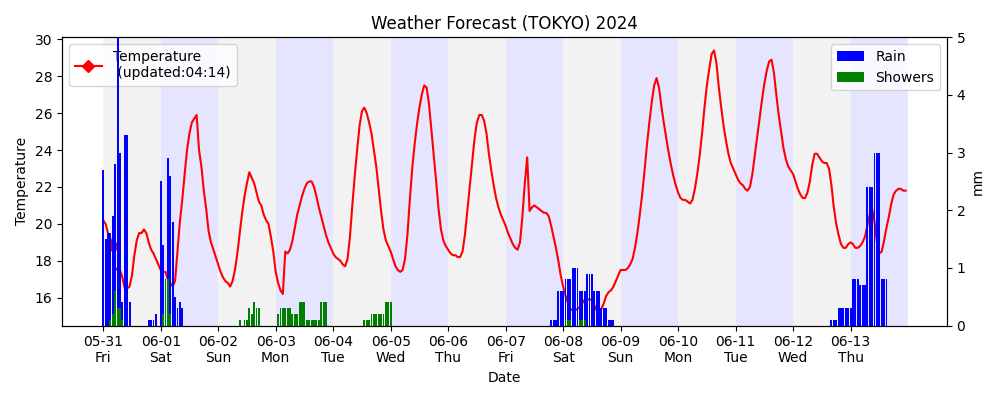 Weather Forecast (TOKYO) 2024
Temperature
(updated:04:14)
Rain
Showers
Temperature
30
28
26
24
22
20
18
16
5
4
3
2
1
0
mm
05-31 06-01 06-02 06-03 06-04 06-05 06-06 06-07 06-08 06-09 06-10 06-11 06-12 06-13
Fri Sat Sun Mon Tue Wed Thu Fri Sat Sun Mon Tue Wed Thu
Date